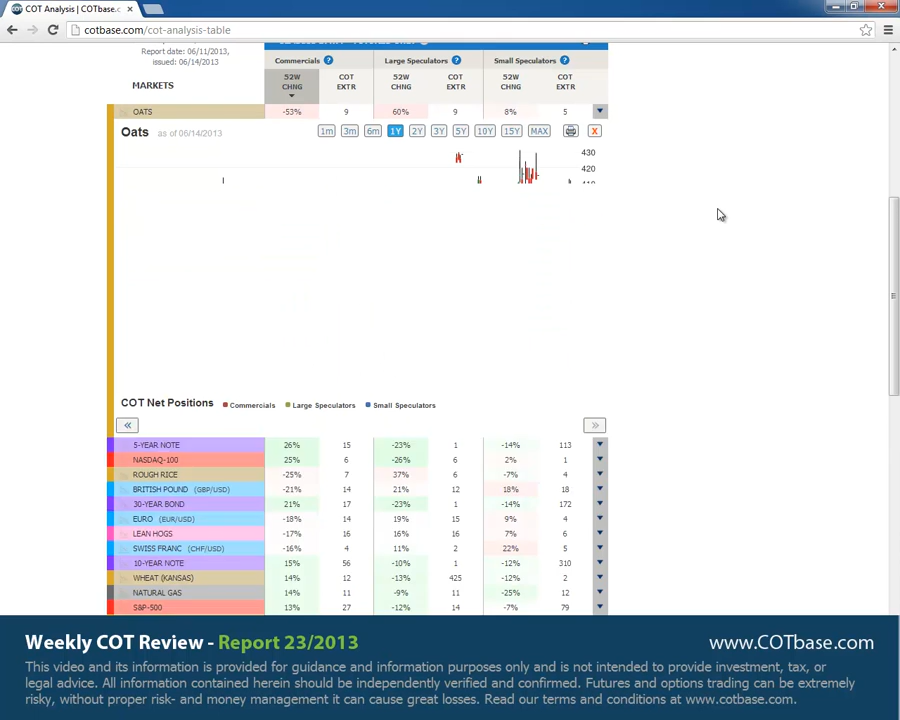 COT Analysis | COTbase.c ×
cotbase.com/cot-analysis-table
Report date: 06/11/2013,
issued: 06/14/2013
Commercials ? Large Speculators ? Small Speculators ?
MARKETS 52W CHNG COT EXTR 52W CHNG COT EXTR 52W CHNG COT EXTR
OATS -53% 9 60% 9 8% 5
Oats as of 06/14/2013 1m 3m 6m 1Y 2Y 3Y 5Y 10Y 15Y MAX X
430
420
COT Net Positions Commercials Large Speculators Small Speculators
« »
5-YEAR NOTE 26% 15 -23% 1 -14% 113
NASDAQ-100 25% 6 -26% 6 2% 1
ROUGH RICE -25% 7 37% 6 -7% 4
BRITISH POUND (GBP/USD) -21% 14 21% 12 18% 18
30-YEAR BOND 21% 17 -23% 1 -14% 172
EURO (EUR/USD) -18% 14 19% 15 9% 4
LEAN HOGS -17% 16 16% 16 7% 6
SWISS FRANC (CHF/USD) -16% 4 11% 2 22% 5
10-YEAR NOTE 15% 56 -10% 1 -12% 310
WHEAT (KANSAS) 14% 12 -13% 425 -12% 2
NATURAL GAS 14% 11 -9% 11 -25% 12
S&P-500 13% 27 -12% 14 -7% 79
Weekly COT Review - Report 23/2013 www.COTbase.com
This video and its information is provided for guidance and information purposes only and is not intended to provide investment, tax, or
legal advice. All information contained herein should be independently verified and confirmed. Futures and options trading can be extremely
risky, without proper risk- and money management it can cause great losses. Read our terms and conditions at www.cotbase.com.